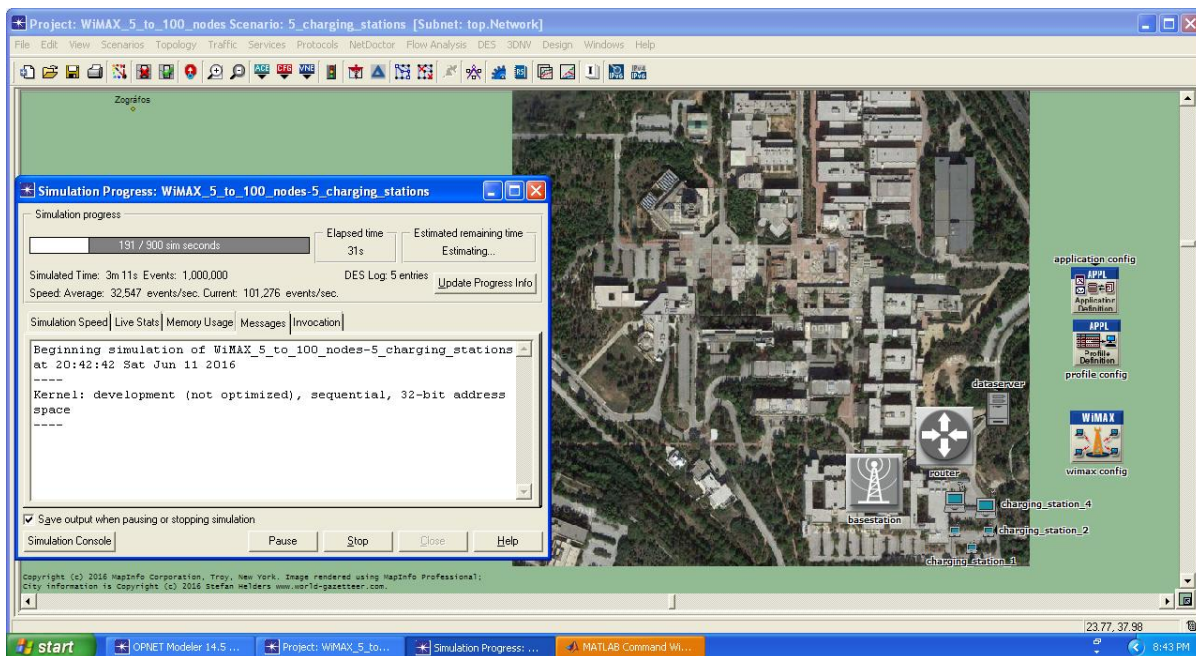 Project: WiMAX_5_to_100_nodes Scenario: 5_charging_stations [Subnet: top.Network]
File Edit View Scenarios Topology Traffic Services Protocols NetDoctor Flow Analysis DES 3DNV Design Windows Help
ACE CFG VNE
IPv4 IPv6
Zográfos
Simulation Progress: WiMAX_5_to_100_nodes-5_charging_stations
Simulation progress
Elapsed time
Estimated remaining time
191 / 900 sim seconds
31s
Estimating...
Simulated Time: 3m 11s Events: 1,000,000
DES Log: 5 entries
Update Progress Info
Speed: Average: 32,547 events/sec. Current: 101,276 events/sec.
Simulation Speed Live Stats Memory Usage Messages Invocation
Beginning simulation of WiMAX_5_to_100_nodes-5_charging_stations
at 20:42:42 Sat Jun 11 2016
----
Kernel: development (not optimized), sequential, 32-bit address
space
----
Save output when pausing or stopping simulation
Simulation Console Pause Stop Close Help
application config
APPL
Application
Definition
APPL
Profile
Definition
profile config
dataserver
WiMAX
wimax config
router
basestation
charging_station_4
charging_station_2
charging_station_1
Copyright (c) 2016 MapInfo Corporation, Troy, New York. Image rendered using MapInfo Professional;
City information is Copyright (c) 2016 Stefan Helders www.world-gazetteer.com.
23.77, 37.98
start
OPNET Modeler 14.5 ...
Project: WiMAX_5_to...
Simulation Progress: ...
MATLAB Command Wi...
8:43 PM